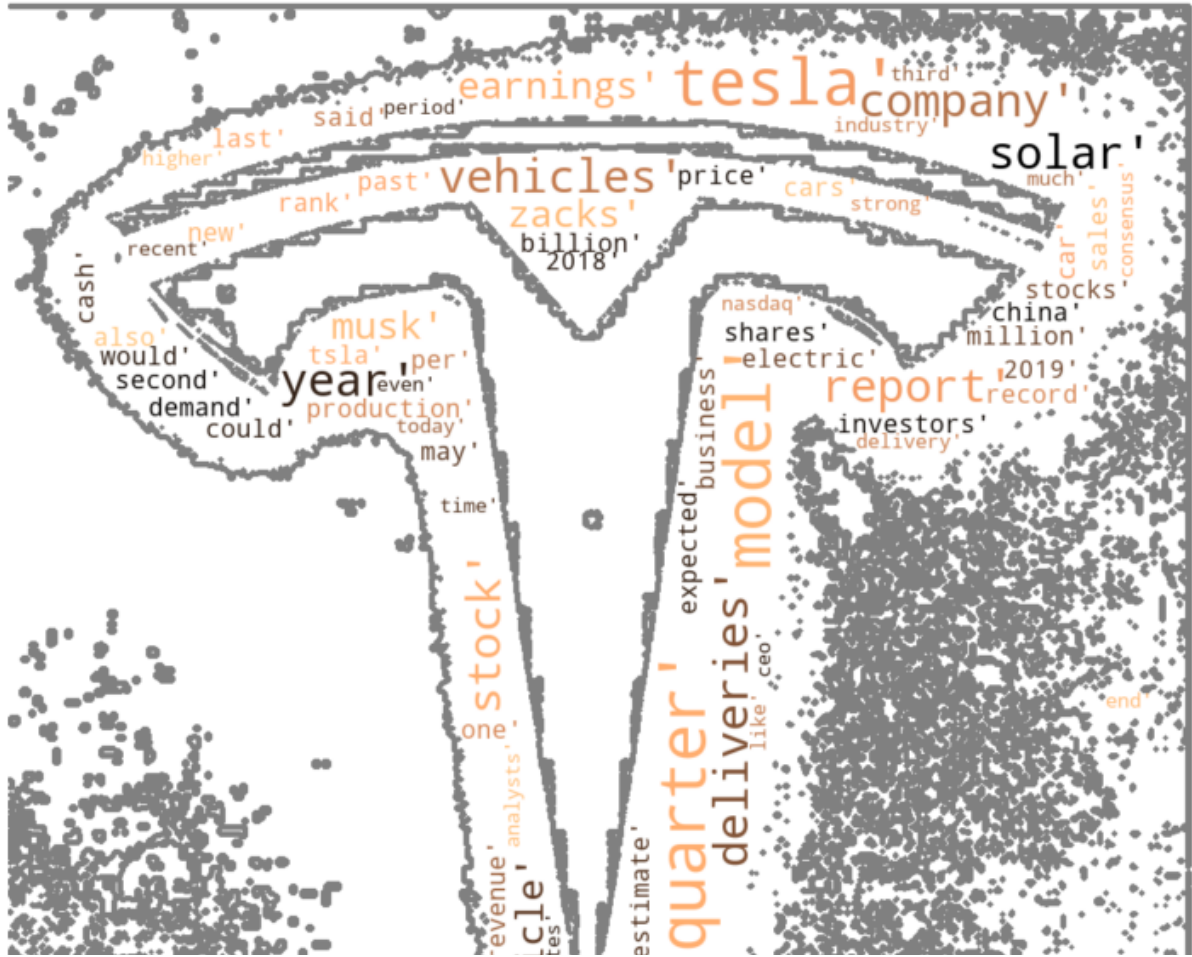 tesla'
third'
earnings'
company'
period'
said'
industry'
last'
higher'
solar'
much'
vehicles'
price'
past'
cars'
rank'
strong'
zacks'
new'
recent'
billion'
2018'
sales'
consensus'
car'
cash'
stocks'
china'
million'
nasdaq'
shares'
electric'
musk'
also'
would'
tsla'
per'
second'
year'
even'
report'
2019'
record'
demand'
production'
could'
today'
investors'
delivery'
may'
business'
model'
time'
expected'
stock'
deliveries'
ceo'
quarter'
like'
end'
one'
analysts'
revenue'
estimate'
icle'
tes'